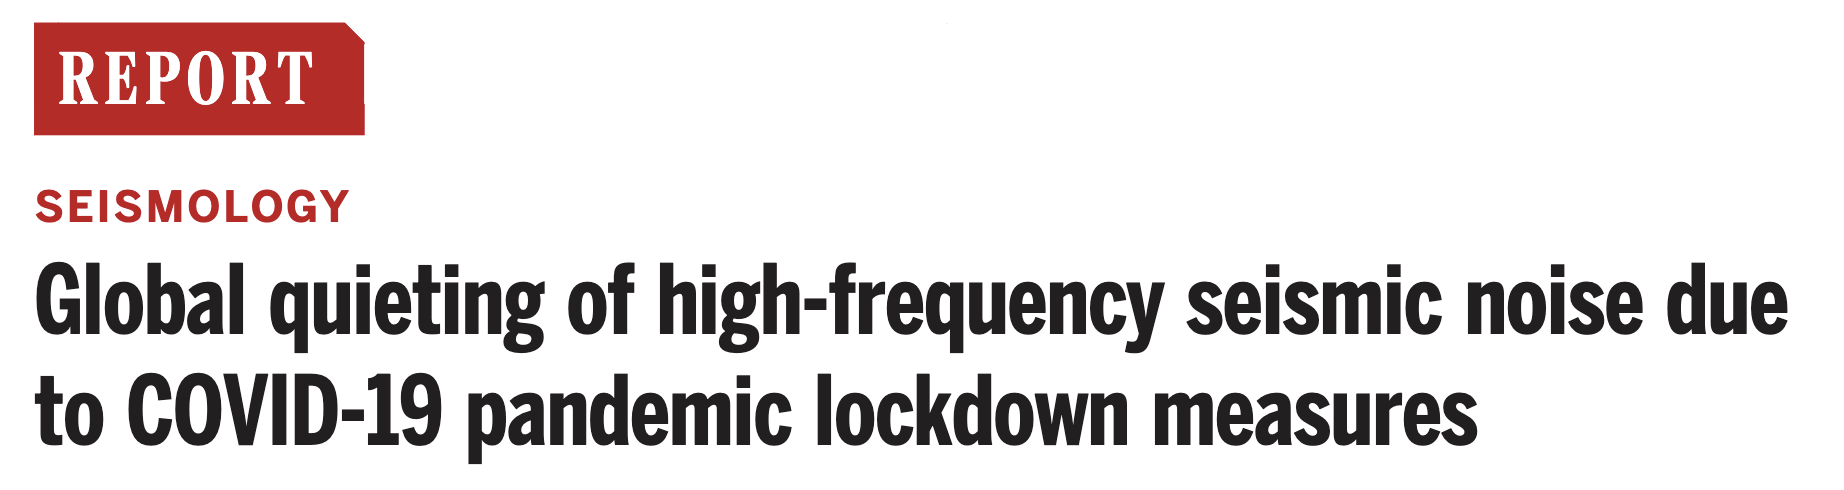 REPORT
SEISMOLOGY
Global quieting of high-frequency seismic noise due
to COVID-19 pandemic lockdown measures